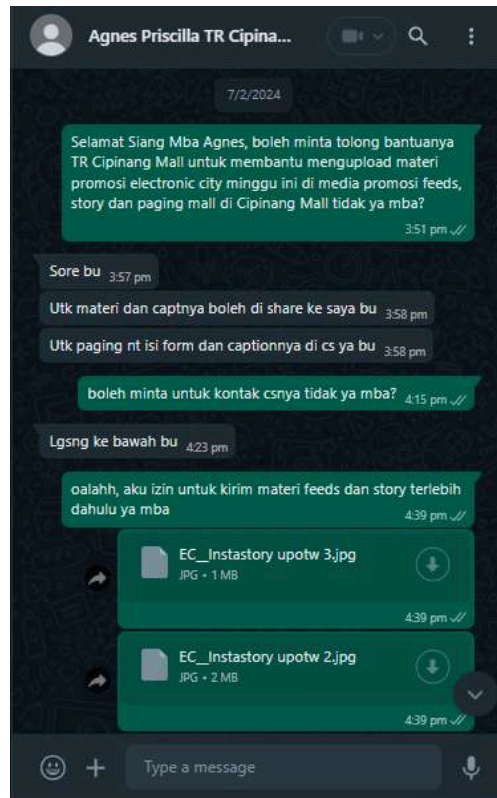 Agnes Priscilla TR Cipina...
7/2/2024
Selamat Siang Mba Agnes, boleh minta tolong bantuanya
TR Cipinang Mall untuk membantu mengupload materi
promosi electronic city minggu ini di media promosi feeds,
story dan paging mall di Cipinang Mall tidak ya mba?
3:51 pm
Sore bu 3:57 pm
Utk materi dan captnya boleh di share ke saya bu 3:58 pm
Utk paging nt isi form dan captionnya di cs ya bu 3:58 pm
boleh minta untuk kontak csnya tidak ya mba? 4:15 pm
Lgsng ke bawah bu 4:23 pm
oalahh, aku izin untuk kirim materi feeds dan story terlebih
dahulu ya mba
4:39 pm
EC__Instastory upotw 3.jpg
JPG • 1 MB
4:39 pm
EC__Instastory upotw 2.jpg
JPG • 2 MB
4:39 pm
Type a message